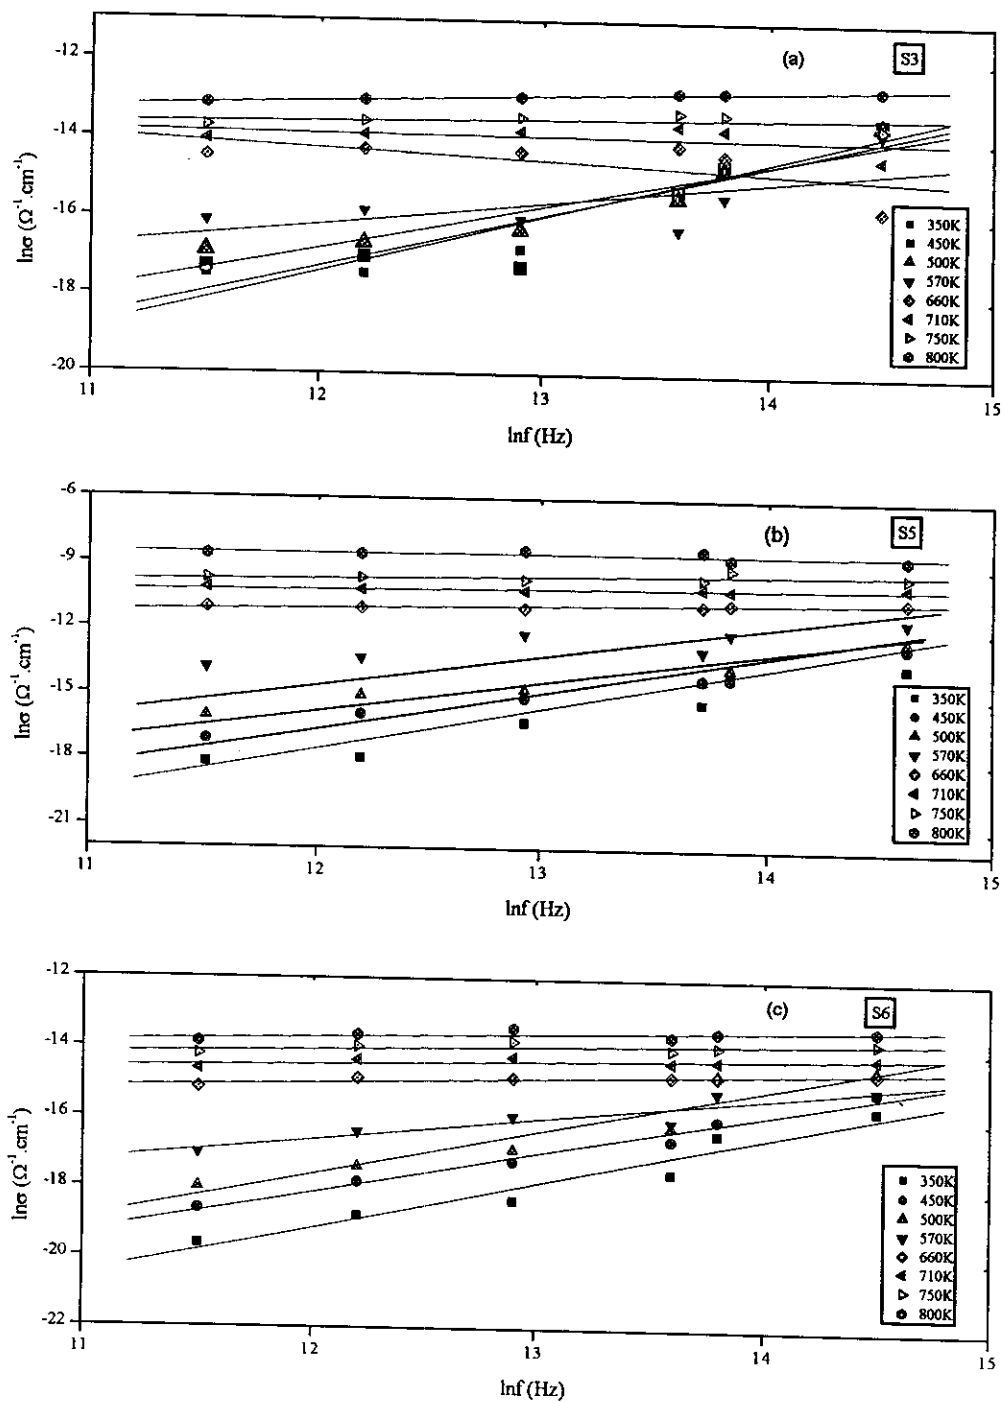 (a)
S3
-12
-14
-16
-18
-20
lnσ (Ω⁻¹.cm⁻¹)
350K
450K
500K
570K
660K
710K
750K
800K
11
12
13
14
15
lnf (Hz)
(b)
S5
-6
-9
-12
-15
-18
-21
lnσ (Ω⁻¹.cm⁻¹)
350K
450K
500K
570K
660K
710K
750K
800K
11
12
13
14
15
lnf (Hz)
(c)
S6
-12
-14
-16
-18
-20
-22
lnσ (Ω⁻¹.cm⁻¹)
350K
450K
500K
570K
660K
710K
750K
800K
11
12
13
14
15
lnf (Hz)